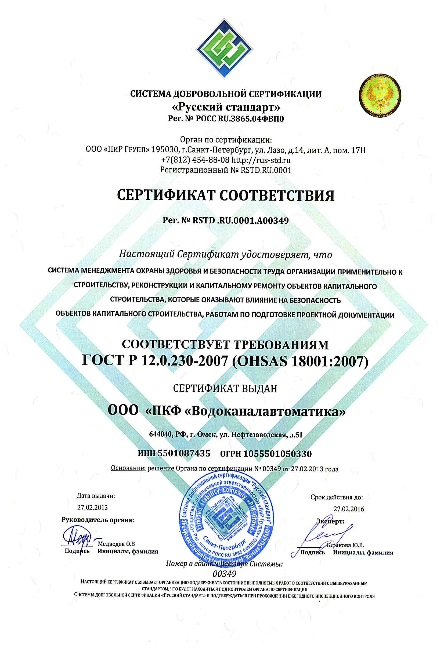 СИСТЕМА ДОБРОВОЛЬНОЙ СЕРТИФИКАЦИИ
«Русский стандарт»
Рег. № РОСС RU.3865.04ФВП0
Орган по сертификации:
ООО «ПиР ГРУПП» 195030, г.Санкт-Петербург, ул. Лазо, д.14, лит. А, пом. 17Н
+7(812) 454-88-08 http://rus-std.ru
Регистрационный № RSTD.RU.0001
СЕРТИФИКАТ СООТВЕТСТВИЯ
Рег. № RSTD .RU.0001.A00349
Настоящий Сертификат удостоверяет, что
СИСТЕМА МЕНЕДЖМЕНТА ОХРАНЫ ЗДОРОВЬЯ И БЕЗОПАСНОСТИ ТРУДА ОРГАНИЗАЦИИ ПРИМЕНИТЕЛЬНО К
СТРОИТЕЛЬСТВУ, РЕКОНСТРУКЦИИ И КАПИТАЛЬНОМУ РЕМОНТУ ОБЪЕКТОВ КАПИТАЛЬНОГО
СТРОИТЕЛЬСТВА, КОТОРЫЕ ОКАЗЫВАЮТ ВЛИЯНИЕ НА БЕЗОПАСНОСТЬ
ОБЪЕКТОВ КАПИТАЛЬНОГО СТРОИТЕЛЬСТВА, РАБОТАМ ПО ПОДГОТОВКЕ ПРОЕКТНОЙ ДОКУМЕНТАЦИИ
СООТВЕТСТВУЕТ ТРЕБОВАНИЯМ
ГОСТ Р 12.0.230-2007 (OHSAS 18001:2007)
СЕРТИФИКАТ ВЫДАН
ООО «ПКФ «Водоканалавтоматика»
644040, РФ, г. Омск, ул. Нефтезаводская, д.51
ИНН 5501087435 ОГРН 1055501050330
Основание: решение Органа по сертификации № 00349 от 27.02.2013 года
Дата выдачи:
27.02.2013
Руководитель органа:
Медведев О.В
Подпись Инициалы, фамилия
Срок действия до:
27.02.2016
Эксперт:
Ю.Л.
Подпись Инициалы, фамилия
Санкт-Петербург
Номер в едином реестре Системы:
00349